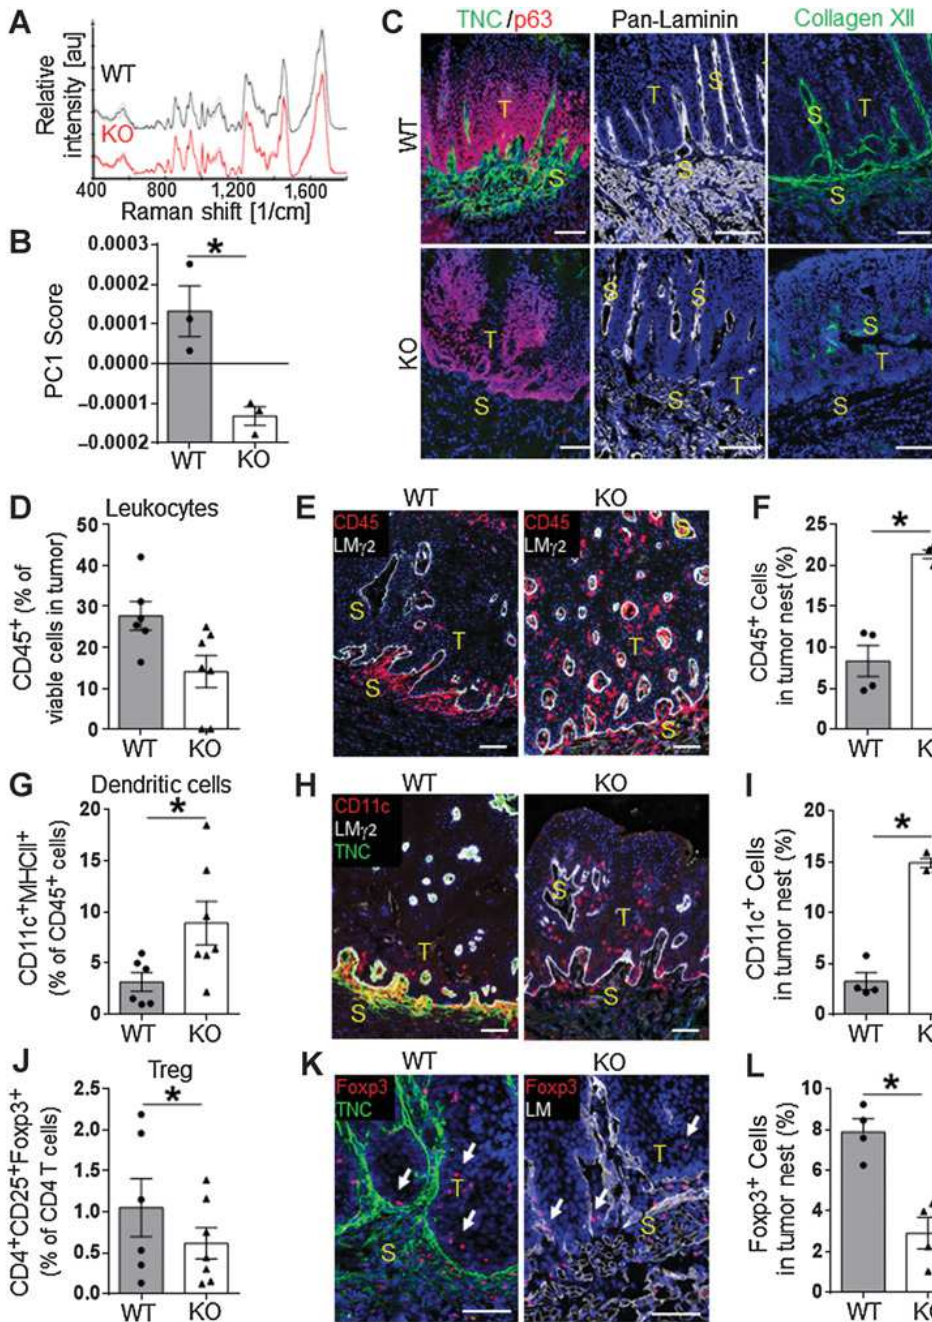 A
Relative
intensity [au]
WT
KO
400
800
1,200
1,600
Raman shift [1/cm]
B
PC1 Score
0.0003
0.0002
0.0001
0.0000
–0.0001
–0.0002
*
WT
KO
C
TNC/p63
Pan-Laminin
Collagen XII
WT
T
S
T
S
S
S
T
S
KO
T
S
S
S
S
T
S
T
S
D
Leukocytes
CD45+ (% of
viable cells in tumor)
50
40
30
20
10
0
WT
KO
E
WT
KO
CD45
LMγ2
S
T
S
CD45
LMγ2
S
T
S
F
CD45+ Cells
in tumor nest (%)
25
20
15
10
5
0
*
WT
G
Dendritic cells
CD11c+MHCII+
(% of CD45+ cells)
20
15
10
5
0
*
WT
KO
H
WT
KO
CD11c
LMγ2
TNC
T
S
S
T
S
I
CD11c+ Cells
in tumor nest (%)
20
15
10
5
0
*
WT
J
Treg
CD4+CD25+Foxp3+
(% of CD4 T cells)
2.5
2.0
1.5
1.0
0.5
0.0
*
WT
KO
K
WT
KO
Foxp3
TNC
T
S
Foxp3
LM
T
S
L
Foxp3+ Cells
in tumor nest (%)
10
8
6
4
2
0
*
WT